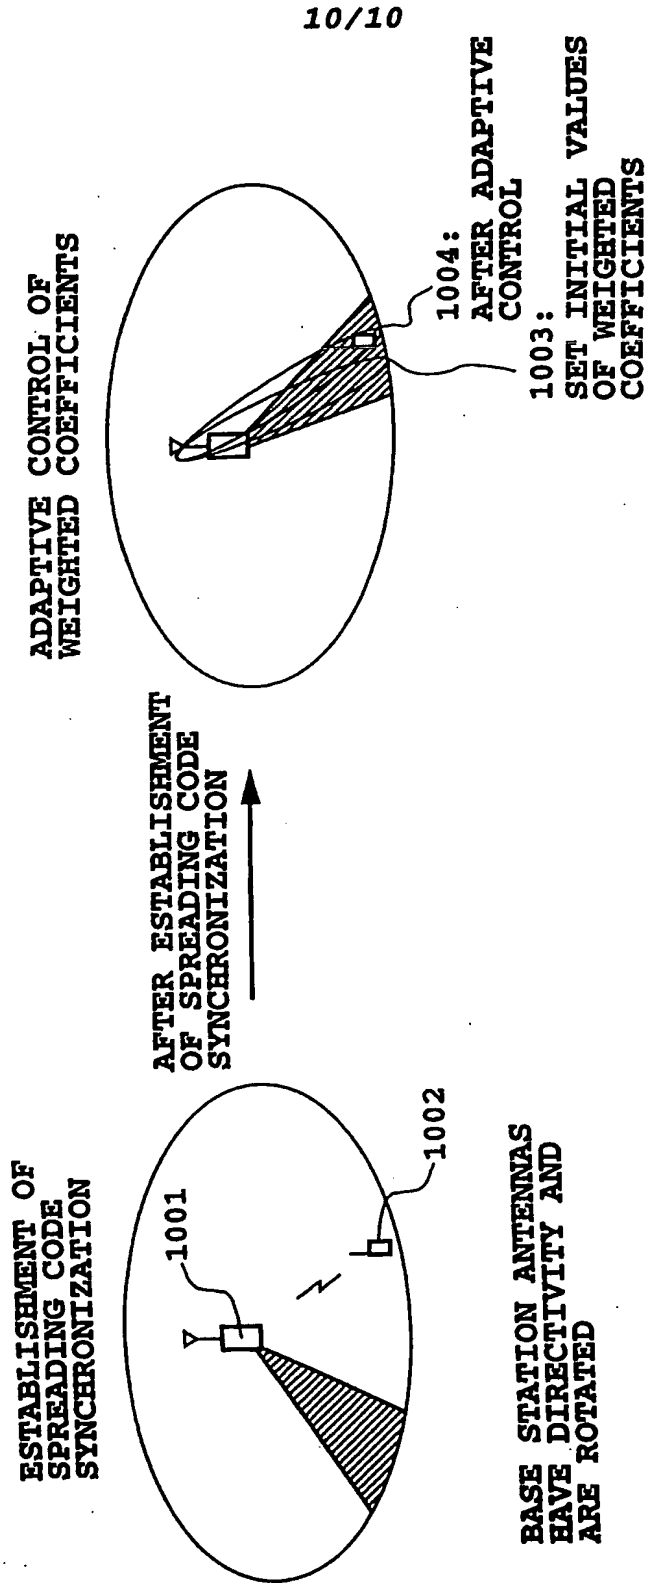 10/10
ESTABLISHMENT OF
SPREADING CODE
SYNCHRONIZATION
1001
1002
BASE STATION ANTENNAS
HAVE DIRECTIVITY AND
ARE ROTATED
AFTER ESTABLISHMENT
OF SPREADING CODE
SYNCHRONIZATION
ADAPTIVE CONTROL OF
WEIGHTED COEFFICIENTS
1004:
AFTER ADAPTIVE
CONTROL
1003:
SET INITIAL VALUES
OF WEIGHTED
COEFFICIENTS